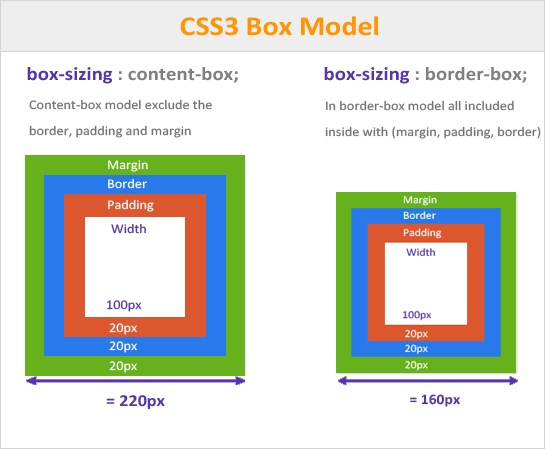 CSS3 Box Model
box-sizing : content-box;
Content-box model exclude the
border, padding and margin
Margin
Border
Padding
Width
100px
20px
20px
20px
= 220px
box-sizing : border-box;
In border-box model all included
inside with (margin, padding, border)
Margin
Border
Padding
Width
100px
20px
20px
20px
= 160px